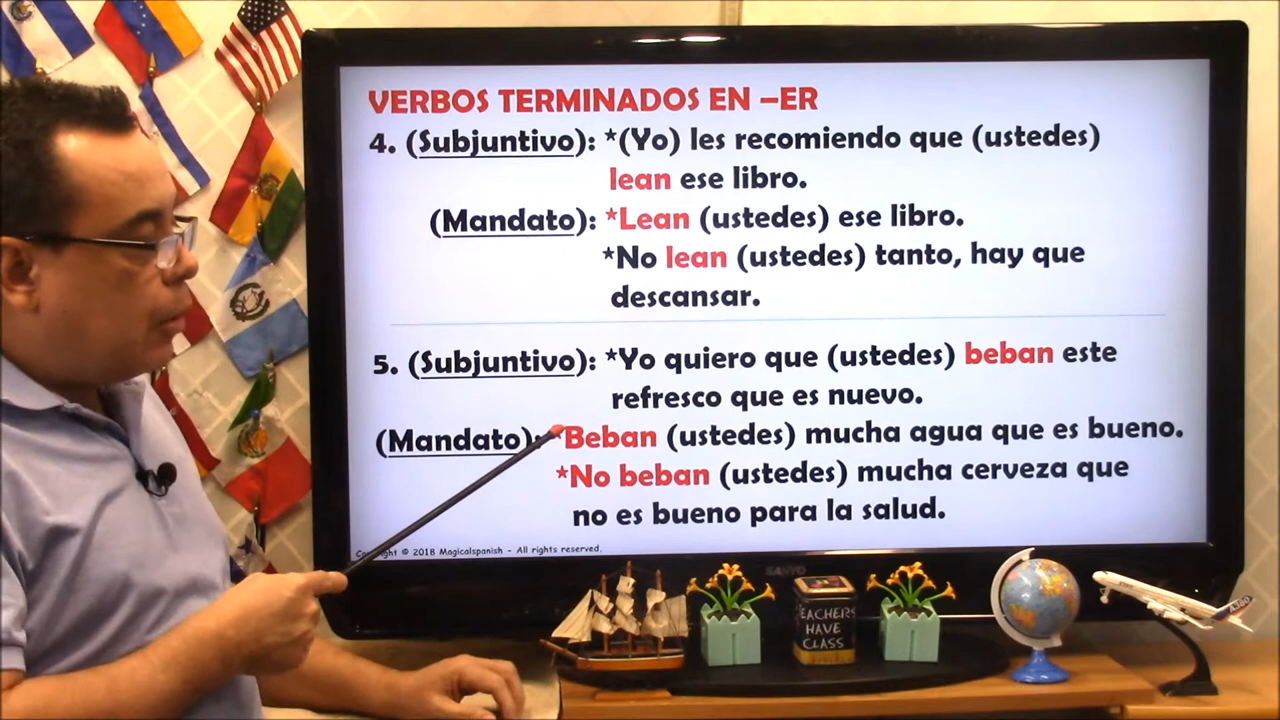 VERBOS TERMINADOS EN –ER
4. (Subjuntivo): *(Yo) les recomiendo que (ustedes)
lean ese libro.
(Mandato): *Lean (ustedes) ese libro.
*No lean (ustedes) tanto, hay que
descansar.
5. (Subjuntivo): *Yo quiero que (ustedes) beban este
refresco que es nuevo.
(Mandato): *Beban (ustedes) mucha agua que es bueno.
*No beban (ustedes) mucha cerveza que
no es bueno para la salud.
© 2018 Magicalspanish - All rights reserved.
SANYO
TEACHERS
HAVE
CLASS
A380